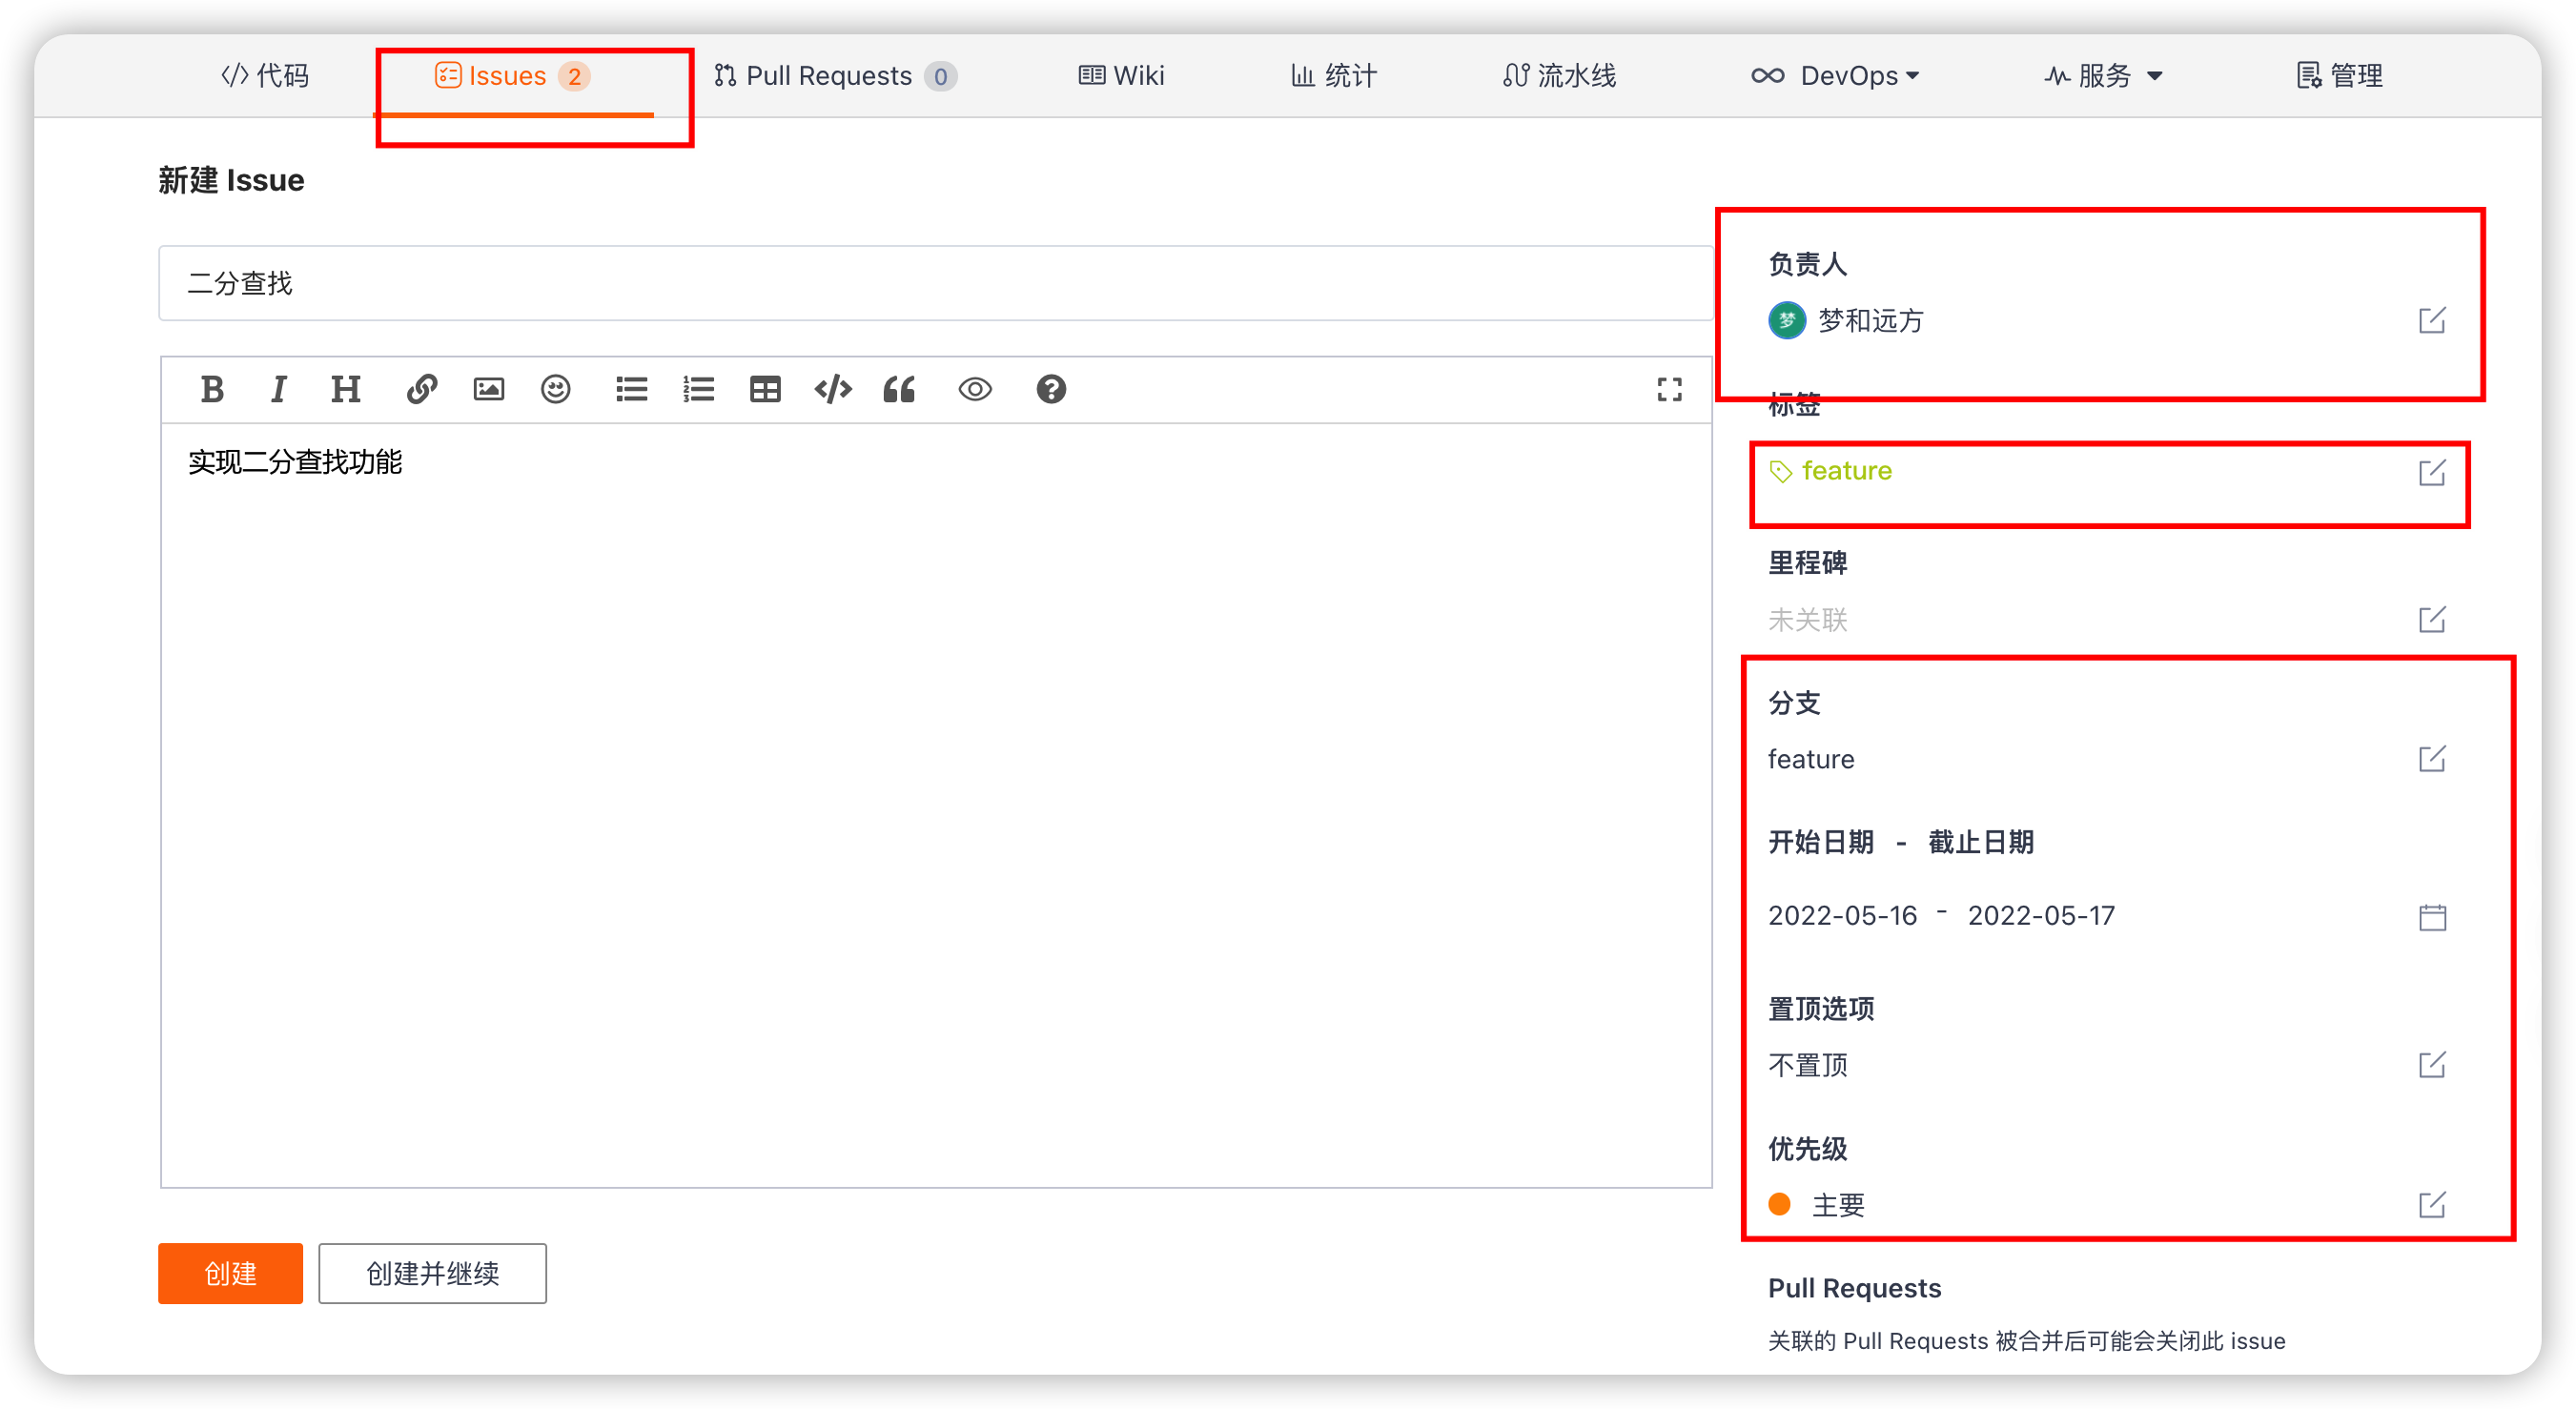 代码 Issues 2 Pull Requests 0 Wiki 统计 流水线 DevOps 服务 管理
新建 Issue
二分查找
实现二分查找功能
创建 创建并继续
负责人
梦 梦和远方
标签
feature
里程碑
未关联
分支
feature
开始日期 - 截止日期
2022-05-16 - 2022-05-17
置顶选项
不置顶
优先级
主要
Pull Requests
关联的 Pull Requests 被合并后可能会关闭此 issue